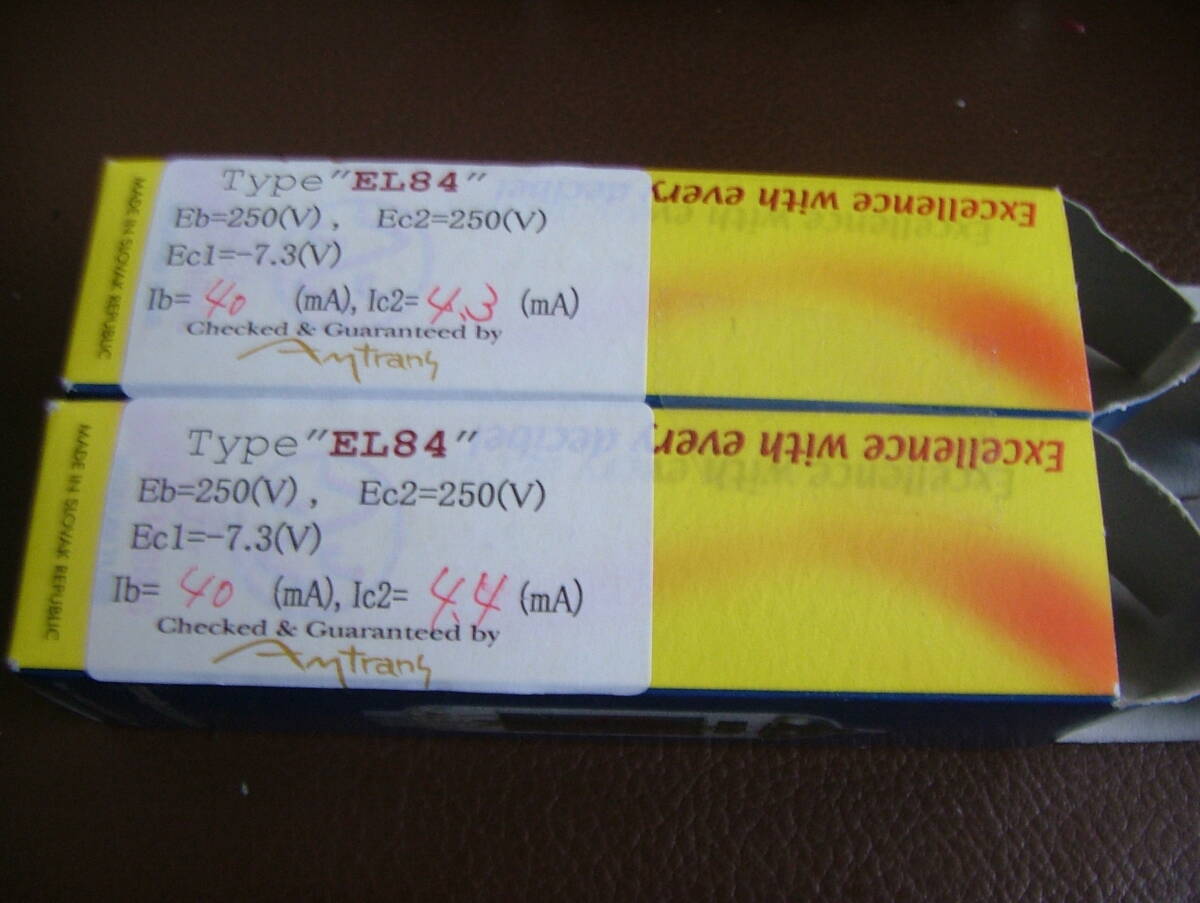 MADE IN SLOVAK REPUBLIC
Type "EL84"
Eb=250(V), Ec2=250(V)
Ec1=-7.3(V)
Ib= 40 (mA), Ic2= 4.3 (mA)
Checked & Guaranteed by
Amtrans
Excellence with every decibel
MADE IN SLOVAK REPUBLIC
Type "EL84"
Eb=250(V), Ec2=250(V)
Ec1=-7.3(V)
Ib= 40 (mA), Ic2= 4.4 (mA)
Checked & Guaranteed by
Amtrans
Excellence with every decibel